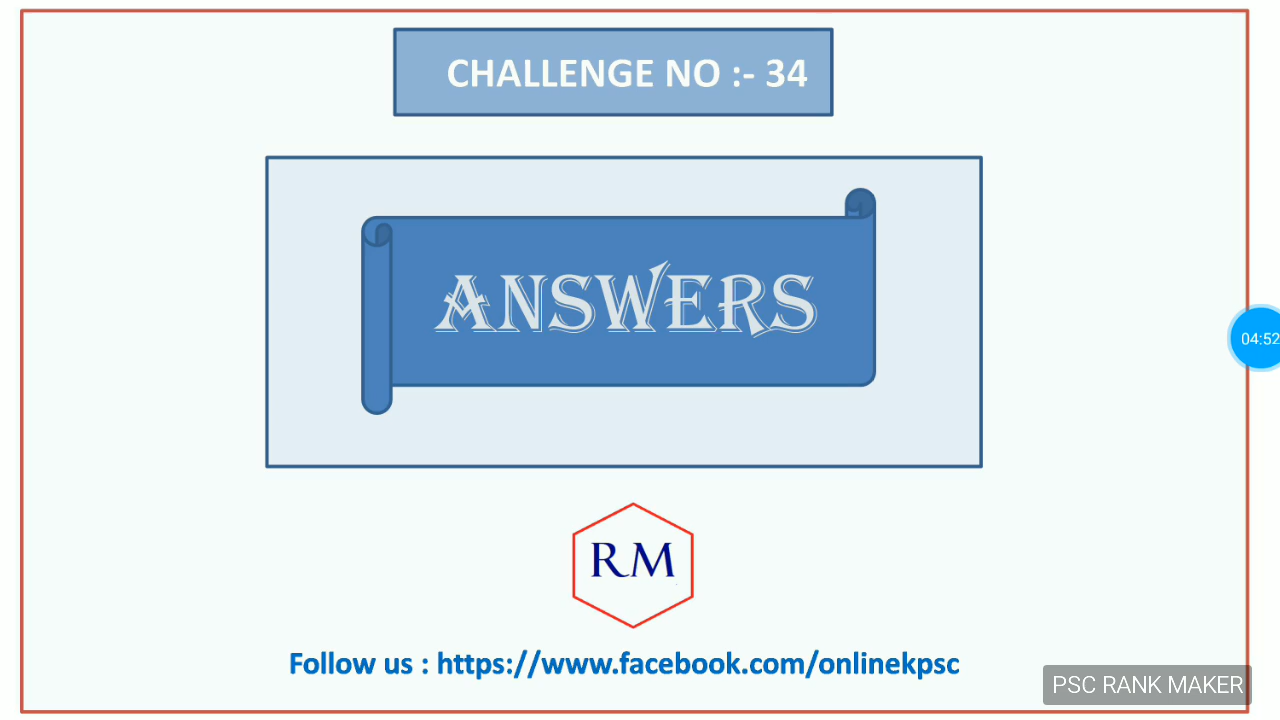 CHALLENGE NO :- 34
ANSWERS
04:52
RM
Follow us : https://www.facebook.com/onlinekpsc
PSC RANK MAKER